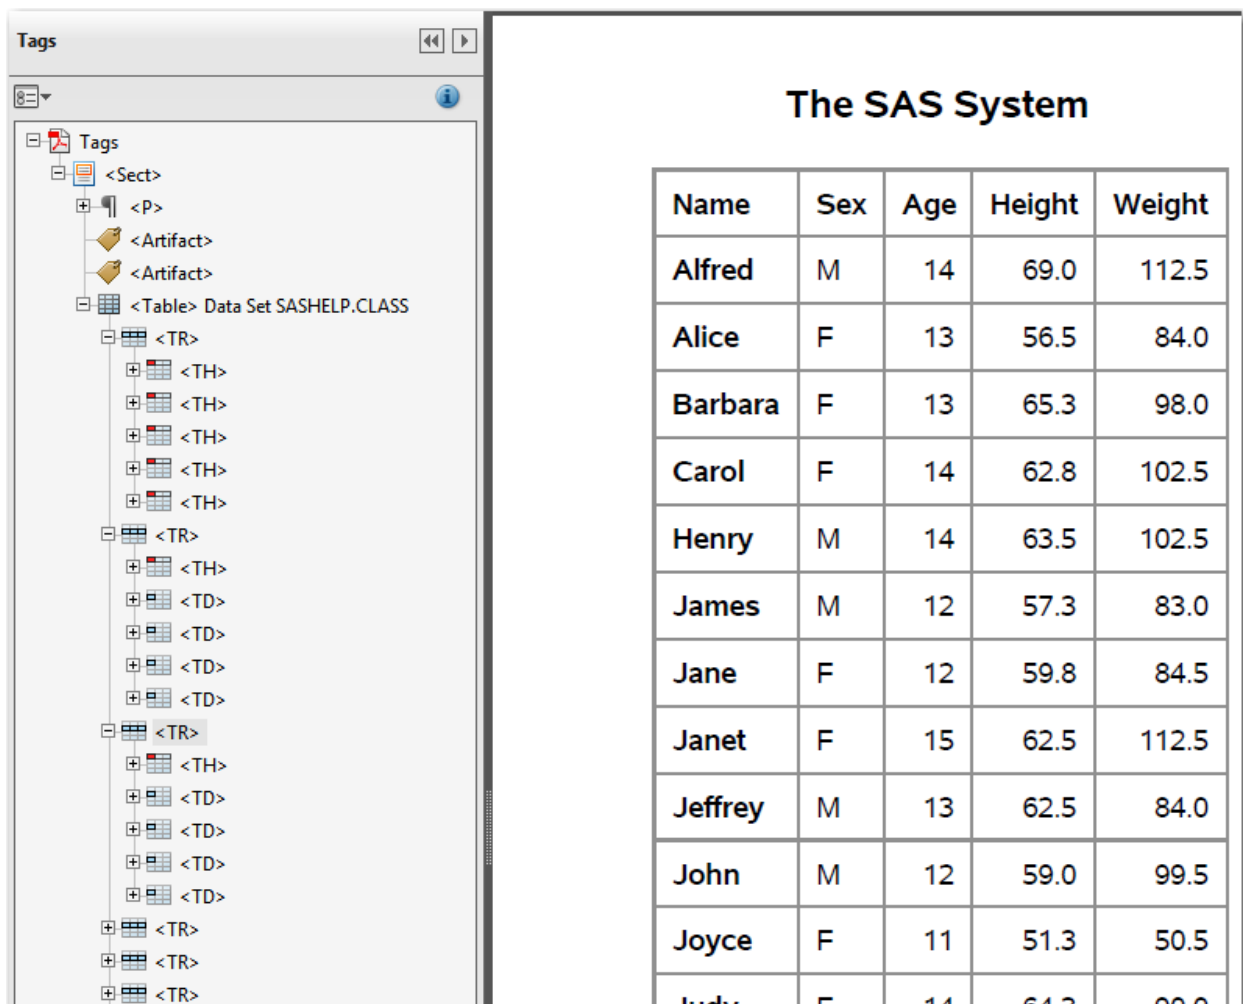 Tags
Tags
<Sect>
<P>
<Artifact>
<Artifact>
<Table> Data Set SASHELP.CLASS
<TR>
<TH>
<TH>
<TH>
<TH>
<TH>
<TR>
<TH>
<TD>
<TD>
<TD>
<TD>
<TR>
<TH>
<TD>
<TD>
<TD>
<TD>
<TR>
<TR>
<TR>
The SAS System
Name Sex Age Height Weight
Alfred M 14 69.0 112.5
Alice F 13 56.5 84.0
Barbara F 13 65.3 98.0
Carol F 14 62.8 102.5
Henry M 14 63.5 102.5
James M 12 57.3 83.0
Jane F 12 59.8 84.5
Janet F 15 62.5 112.5
Jeffrey M 13 62.5 84.0
John M 12 59.0 99.5
Joyce F 11 51.3 50.5